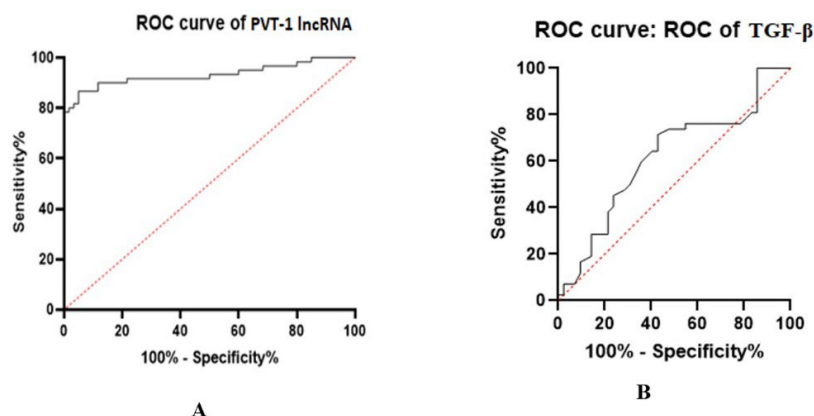 ROC curve of PVT-1 lncRNA
100
80
60
40
20
0
Sensitivity%
0 20 40 60 80 100
100% - Specificity%
A
ROC curve: ROC of TGF-β
100
80
60
40
20
0
Sensitivity%
0 20 40 60 80 100
100% - Specificity%
B